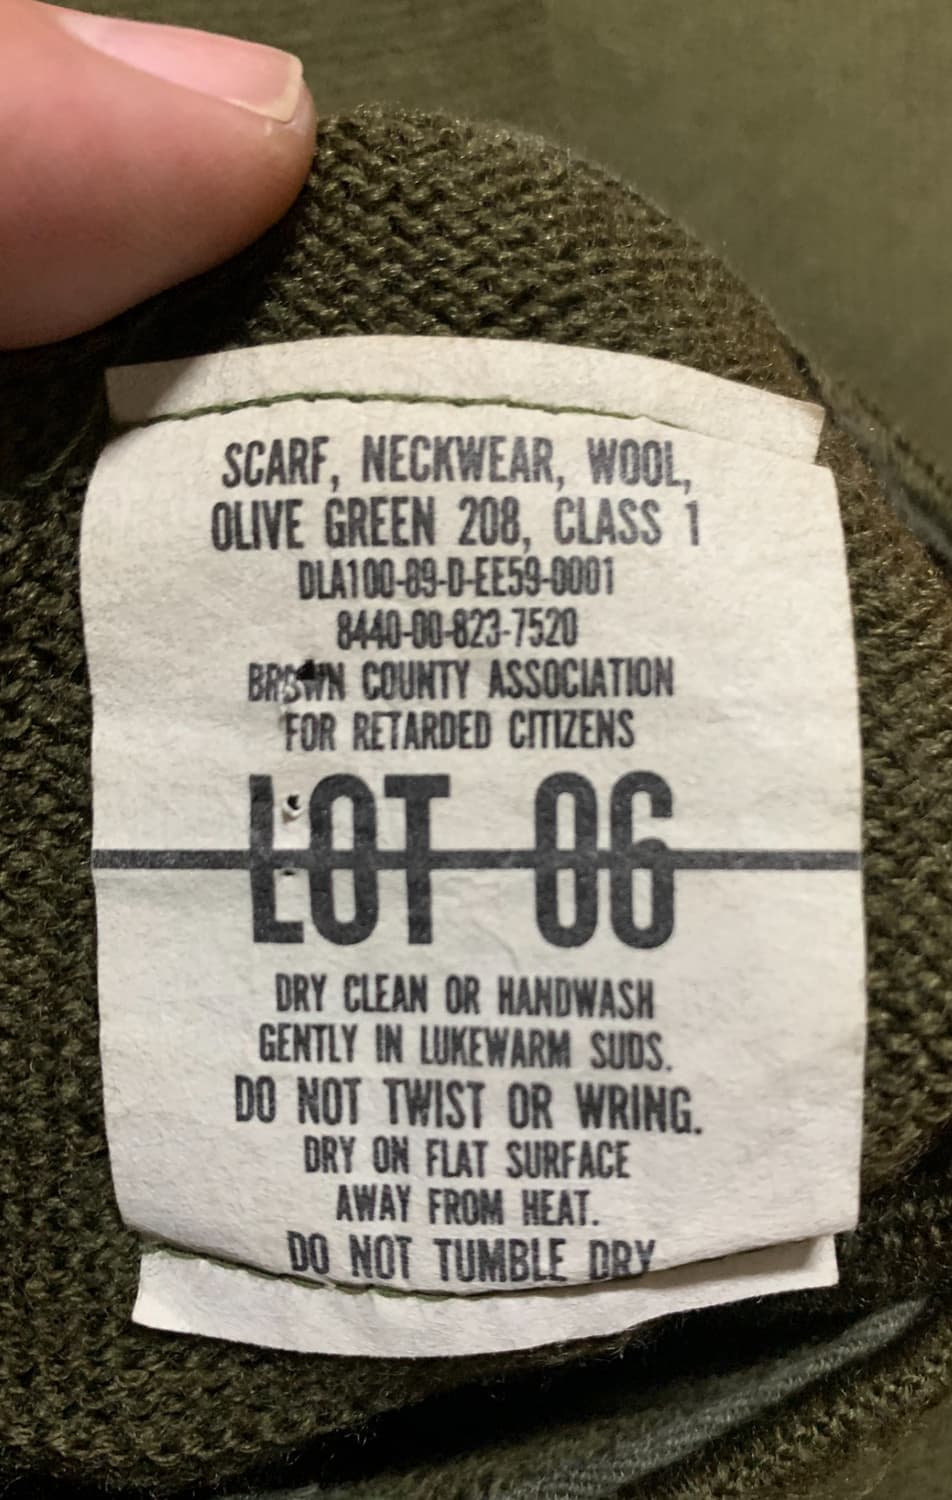 SCARF, NECKWEAR, WOOL,
OLIVE GREEN 208, CLASS 1
DLA100-89-D-EE59-0001
8440-00-823-7520
BROWN COUNTY ASSOCIATION
FOR RETARDED CITIZENS
LOT 06
DRY CLEAN OR HANDWASH
GENTLY IN LUKEWARM SUDS.
DO NOT TWIST OR WRING.
DRY ON FLAT SURFACE
AWAY FROM HEAT.
DO NOT TUMBLE DRY